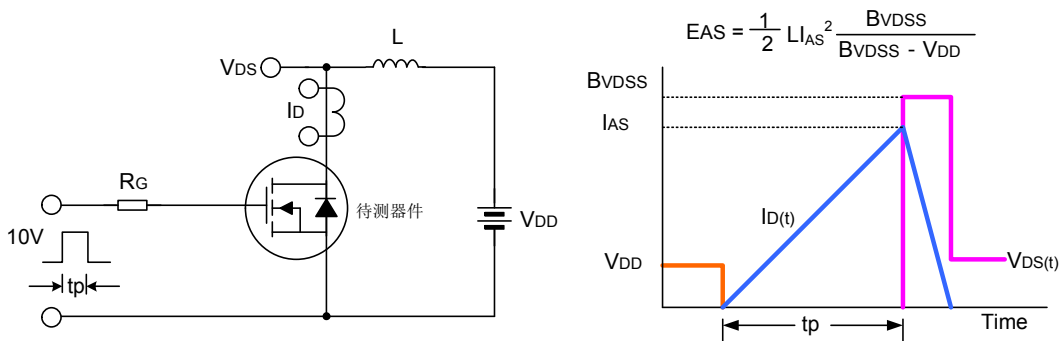 VDS
L
ID
RG
待测器件
VDD
10V
tp
EAS = 1/2 LIAS² BVDSS / BVDSS - VDD
BVDSS
IAS
ID(t)
VDD
VDS(t)
tp
Time